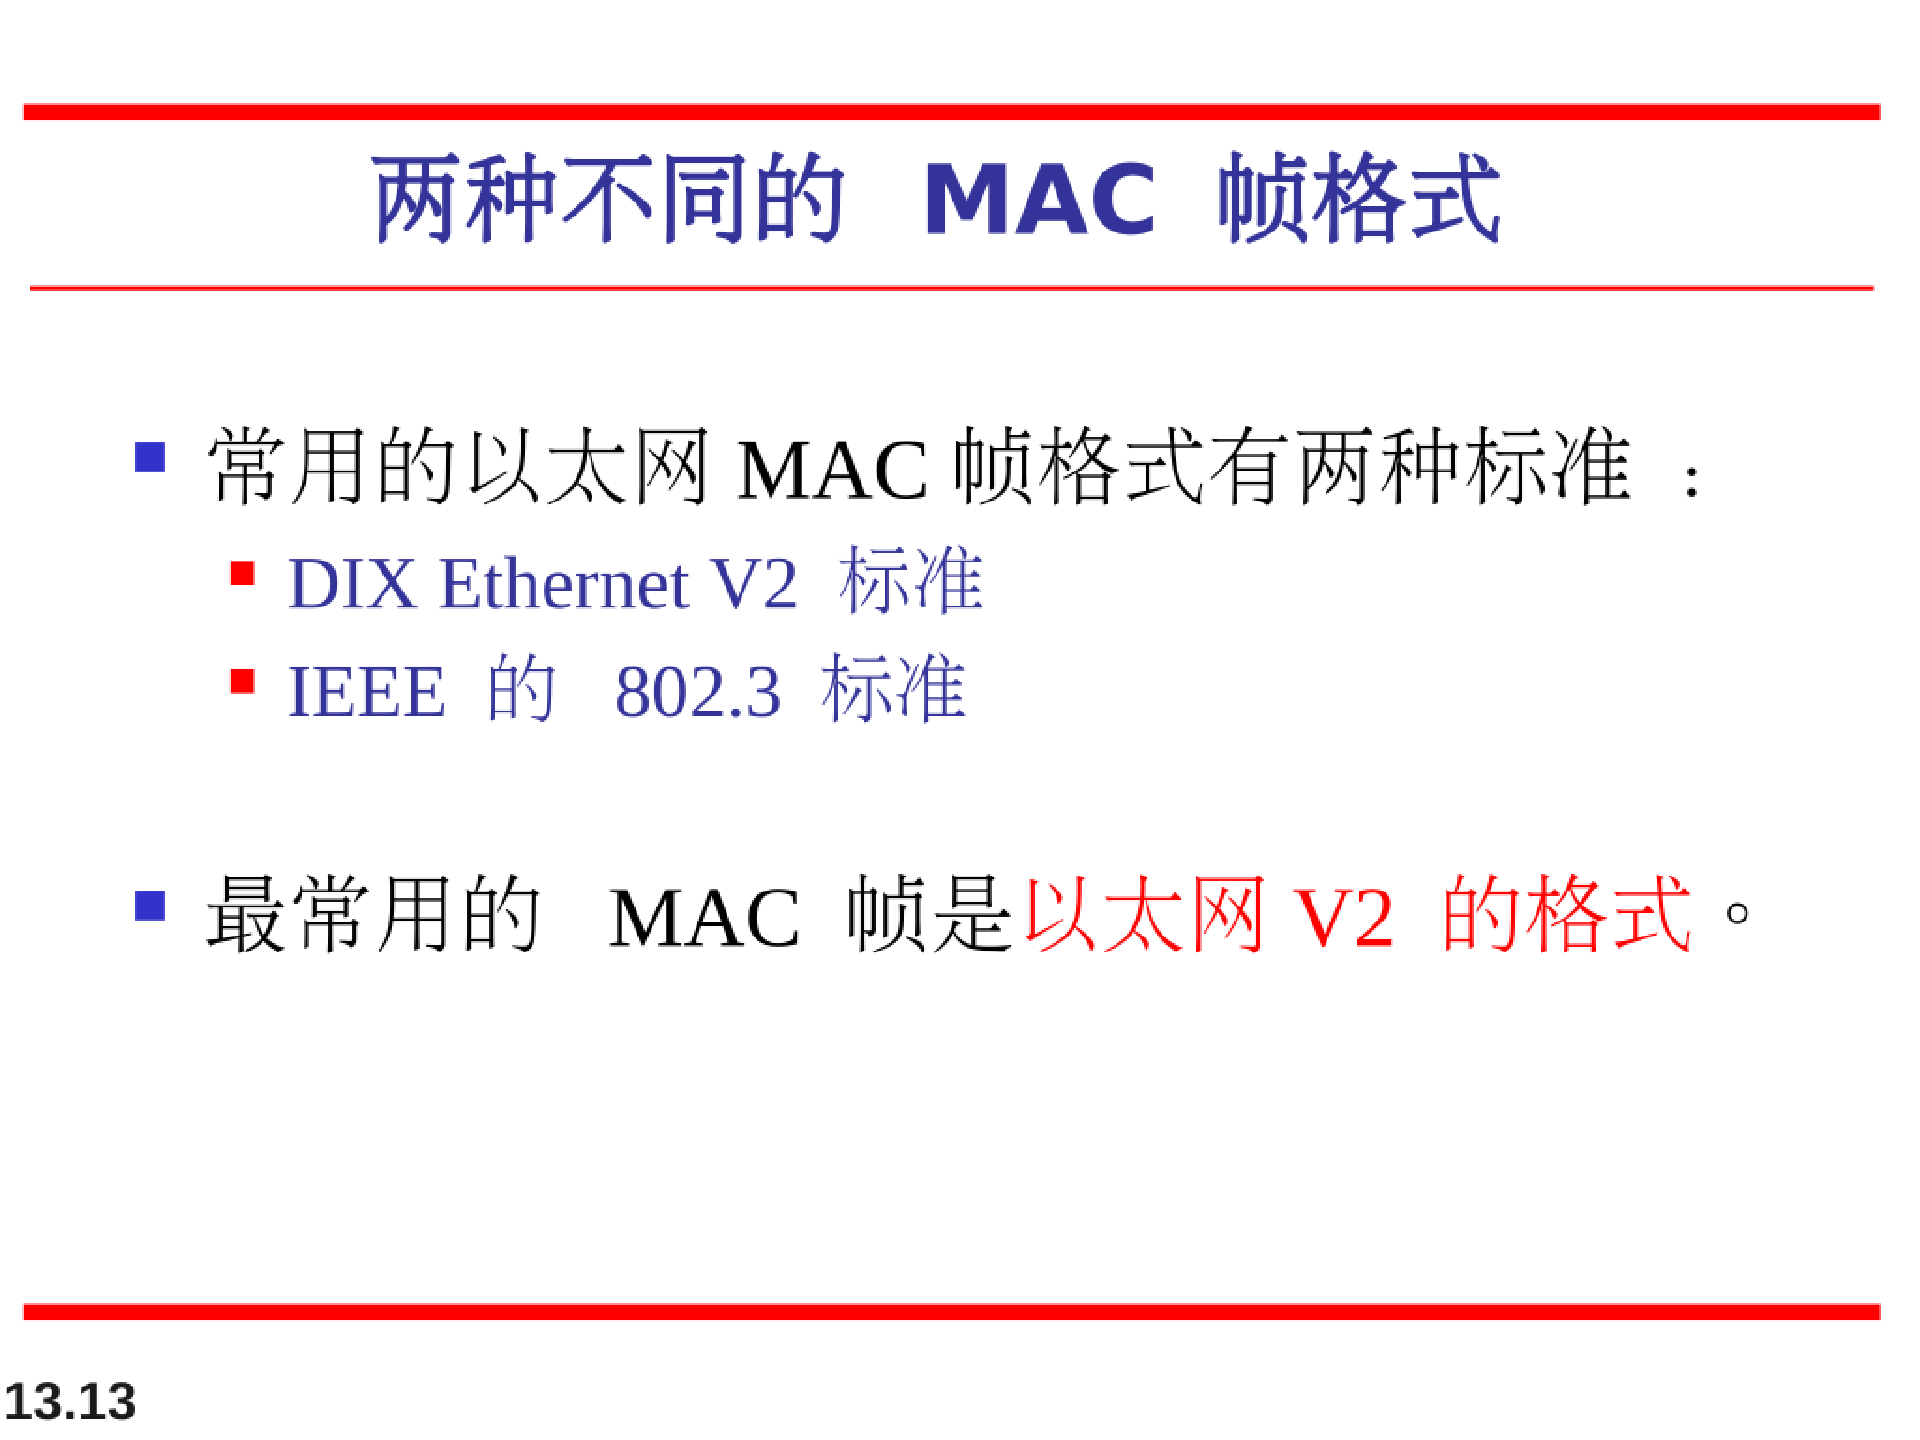 两种不同的 MAC 帧格式
常用的以太网 MAC 帧格式有两种标准 :
DIX Ethernet V2 标准
IEEE 的 802.3 标准
最常用的 MAC 帧是以太网 V2 的格式。
13.13